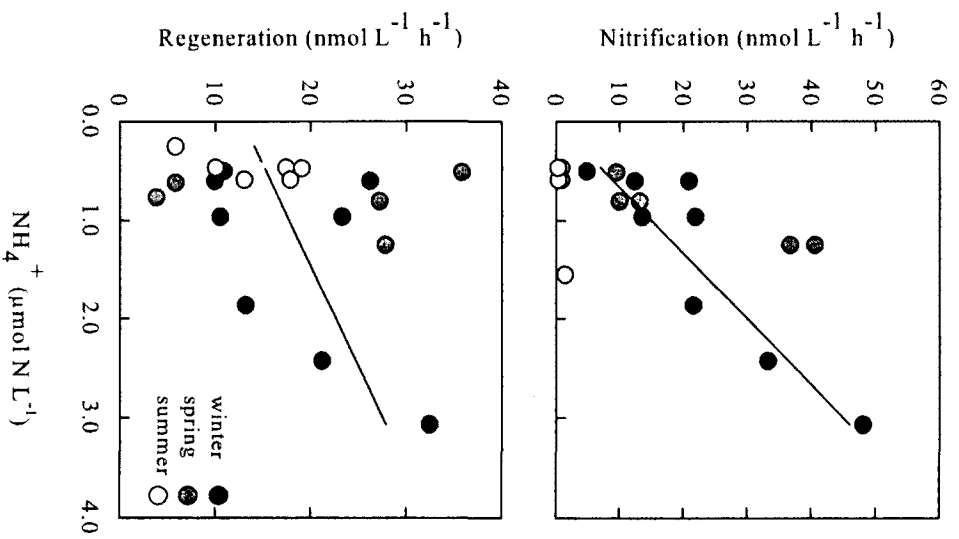 Nitrification (nmol L-1 h-1)
0
10
20
30
40
50
60
Regeneration (nmol L-1 h-1)
0
10
20
30
40
0.0
1.0
2.0
3.0
4.0
winter
spring
summer
NH4+ (μmol N L-1)